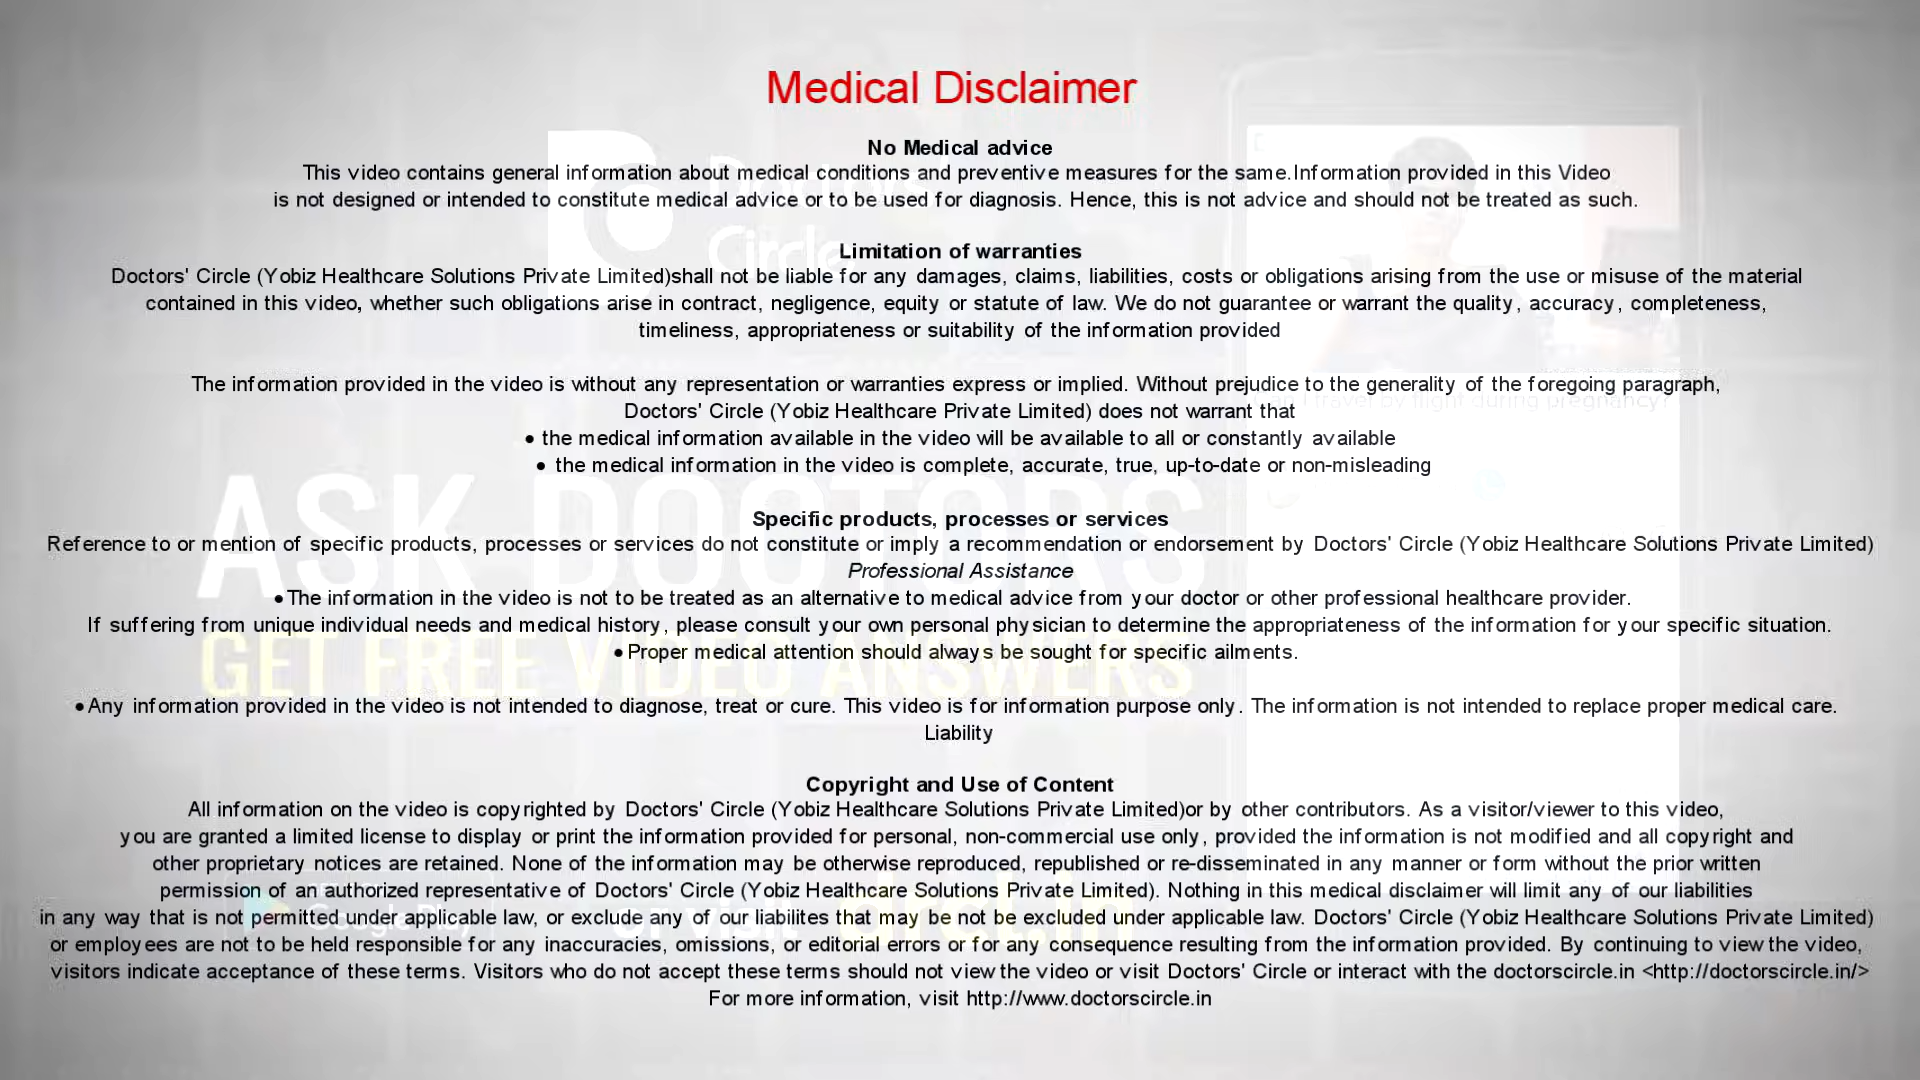 Medical Disclaimer
No Medical advice
This video contains general information about medical conditions and preventive measures for the same.Information provided in this Video
is not designed or intended to constitute medical advice or to be used for diagnosis. Hence, this is not advice and should not be treated as such.
Doctors'
Circle
Limitation of warranties
Doctors' Circle (Yobiz Healthcare Solutions Private Limited)shall not be liable for any damages, claims, liabilities, costs or obligations arising from the use or misuse of the material
contained in this video, whether such obligations arise in contract, negligence, equity or statute of law. We do not guarantee or warrant the quality, accuracy, completeness,
timeliness, appropriateness or suitability of the information provided
The information provided in the video is without any representation or warranties express or implied. Without prejudice to the generality of the foregoing paragraph,
Can I travel by flight during pregnancy?
Doctors' Circle (Yobiz Healthcare Private Limited) does not warrant that
• the medical information available in the video will be available to all or constantly available
• the medical information in the video is complete, accurate, true, up-to-date or non-misleading
ASK DOCTORS
Specific products, processes or services
Reference to or mention of specific products, processes or services do not constitute or imply a recommendation or endorsement by Doctors' Circle (Yobiz Healthcare Solutions Private Limited)
Professional Assistance
•The information in the video is not to be treated as an alternative to medical advice from your doctor or other professional healthcare provider.
If suffering from unique individual needs and medical history, please consult your own personal physician to determine the appropriateness of the information for your specific situation.
•Proper medical attention should always be sought for specific ailments.
GET FREE VIDEO ANSWERS
•Any information provided in the video is not intended to diagnose, treat or cure. This video is for information purpose only. The information is not intended to replace proper medical care.
Liability
Copyright and Use of Content
All information on the video is copyrighted by Doctors' Circle (Yobiz Healthcare Solutions Private Limited)or by other contributors. As a visitor/viewer to this video,
you are granted a limited license to display or print the information provided for personal, non-commercial use only, provided the information is not modified and all copyright and
other proprietary notices are retained. None of the information may be otherwise reproduced, republished or re-disseminated in any manner or form without the prior written
permission of an authorized representative of Doctors' Circle (Yobiz Healthcare Solutions Private Limited). Nothing in this medical disclaimer will limit any of our liabilities
in any way that is not permitted under applicable law, or exclude any of our liabilites that may be not be excluded under applicable law. Doctors' Circle (Yobiz Healthcare Solutions Private Limited)
Google Play or visit drcl.in
or employees are not to be held responsible for any inaccuracies, omissions, or editorial errors or for any consequence resulting from the information provided. By continuing to view the video,
visitors indicate acceptance of these terms. Visitors who do not accept these terms should not view the video or visit Doctors' Circle or interact with the doctorscircle.in <http://doctorscircle.in/>
For more information, visit http://www.doctorscircle.in